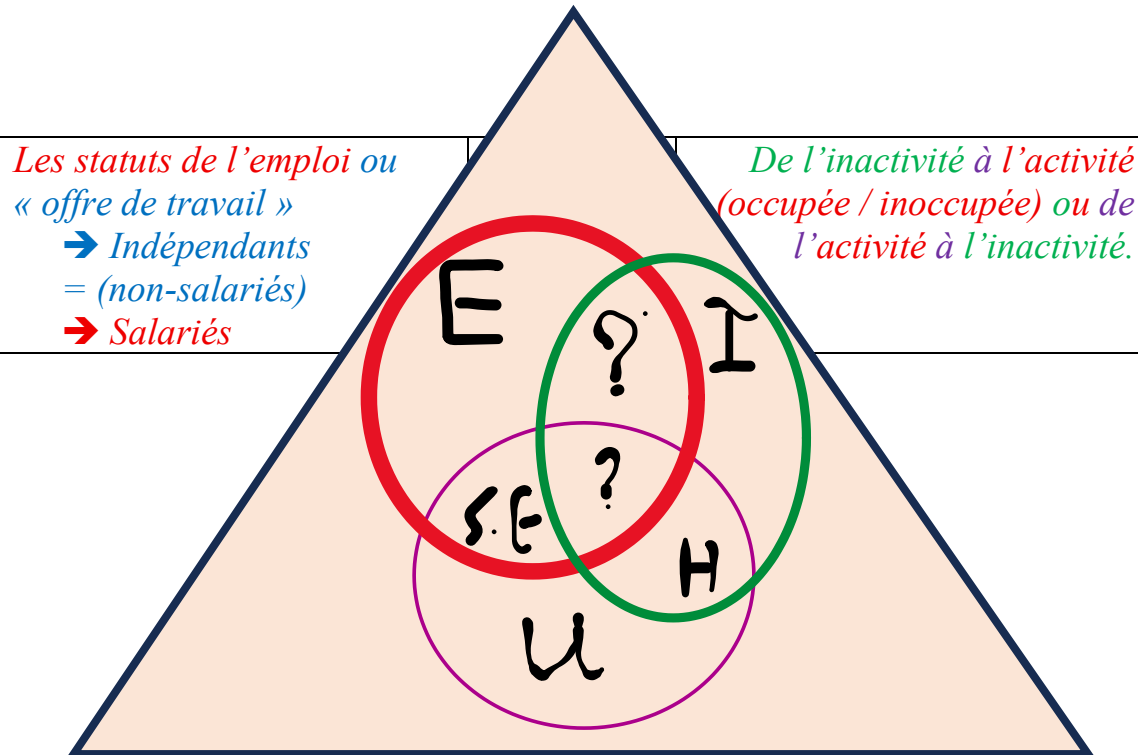 Les statuts de l’emploi ou
« offre de travail »
➔ Indépendants
= (non-salariés)
➔ Salariés
De l’inactivité à l’activité
(occupée / inoccupée) ou de
l’activité à l’inactivité.
E
I
?
?
S.E
H
U